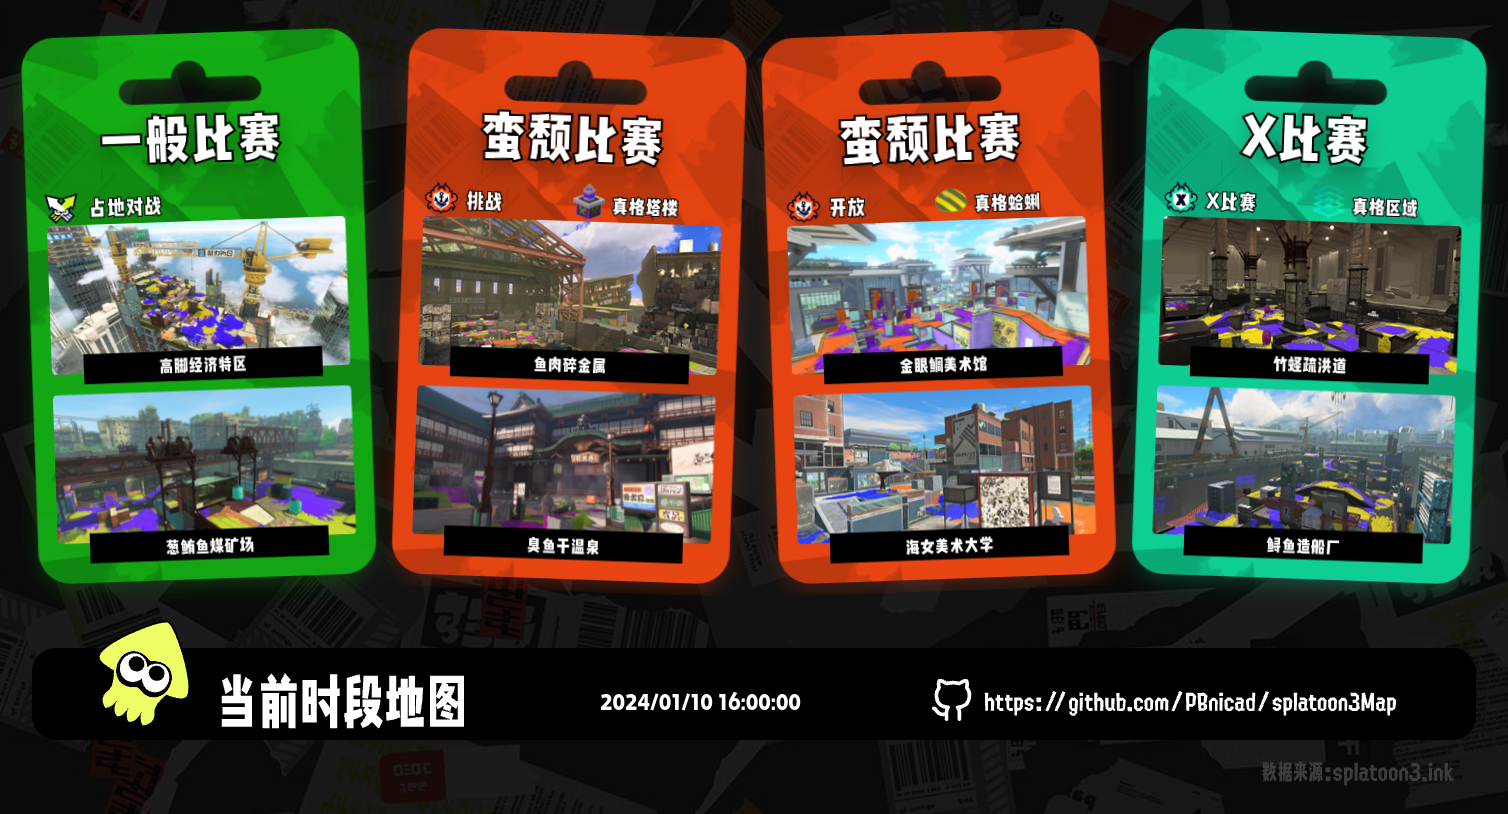 一般比赛
占地对战
高脚经济特区
葱鲔鱼煤矿场
蛮颓比赛
挑战
真格塔楼
鱼肉碎金属
臭鱼干温泉
蛮颓比赛
开放
真格蛤蜊
金眼鲷美术馆
海女美术大学
X比赛
X比赛
真格区域
竹蛏疏洪道
鲟鱼造船厂
当前时段地图
2024/01/10 16:00:00
https://github.com/PBnicad/splatoon3Map
数据来源:splatoon3.ink